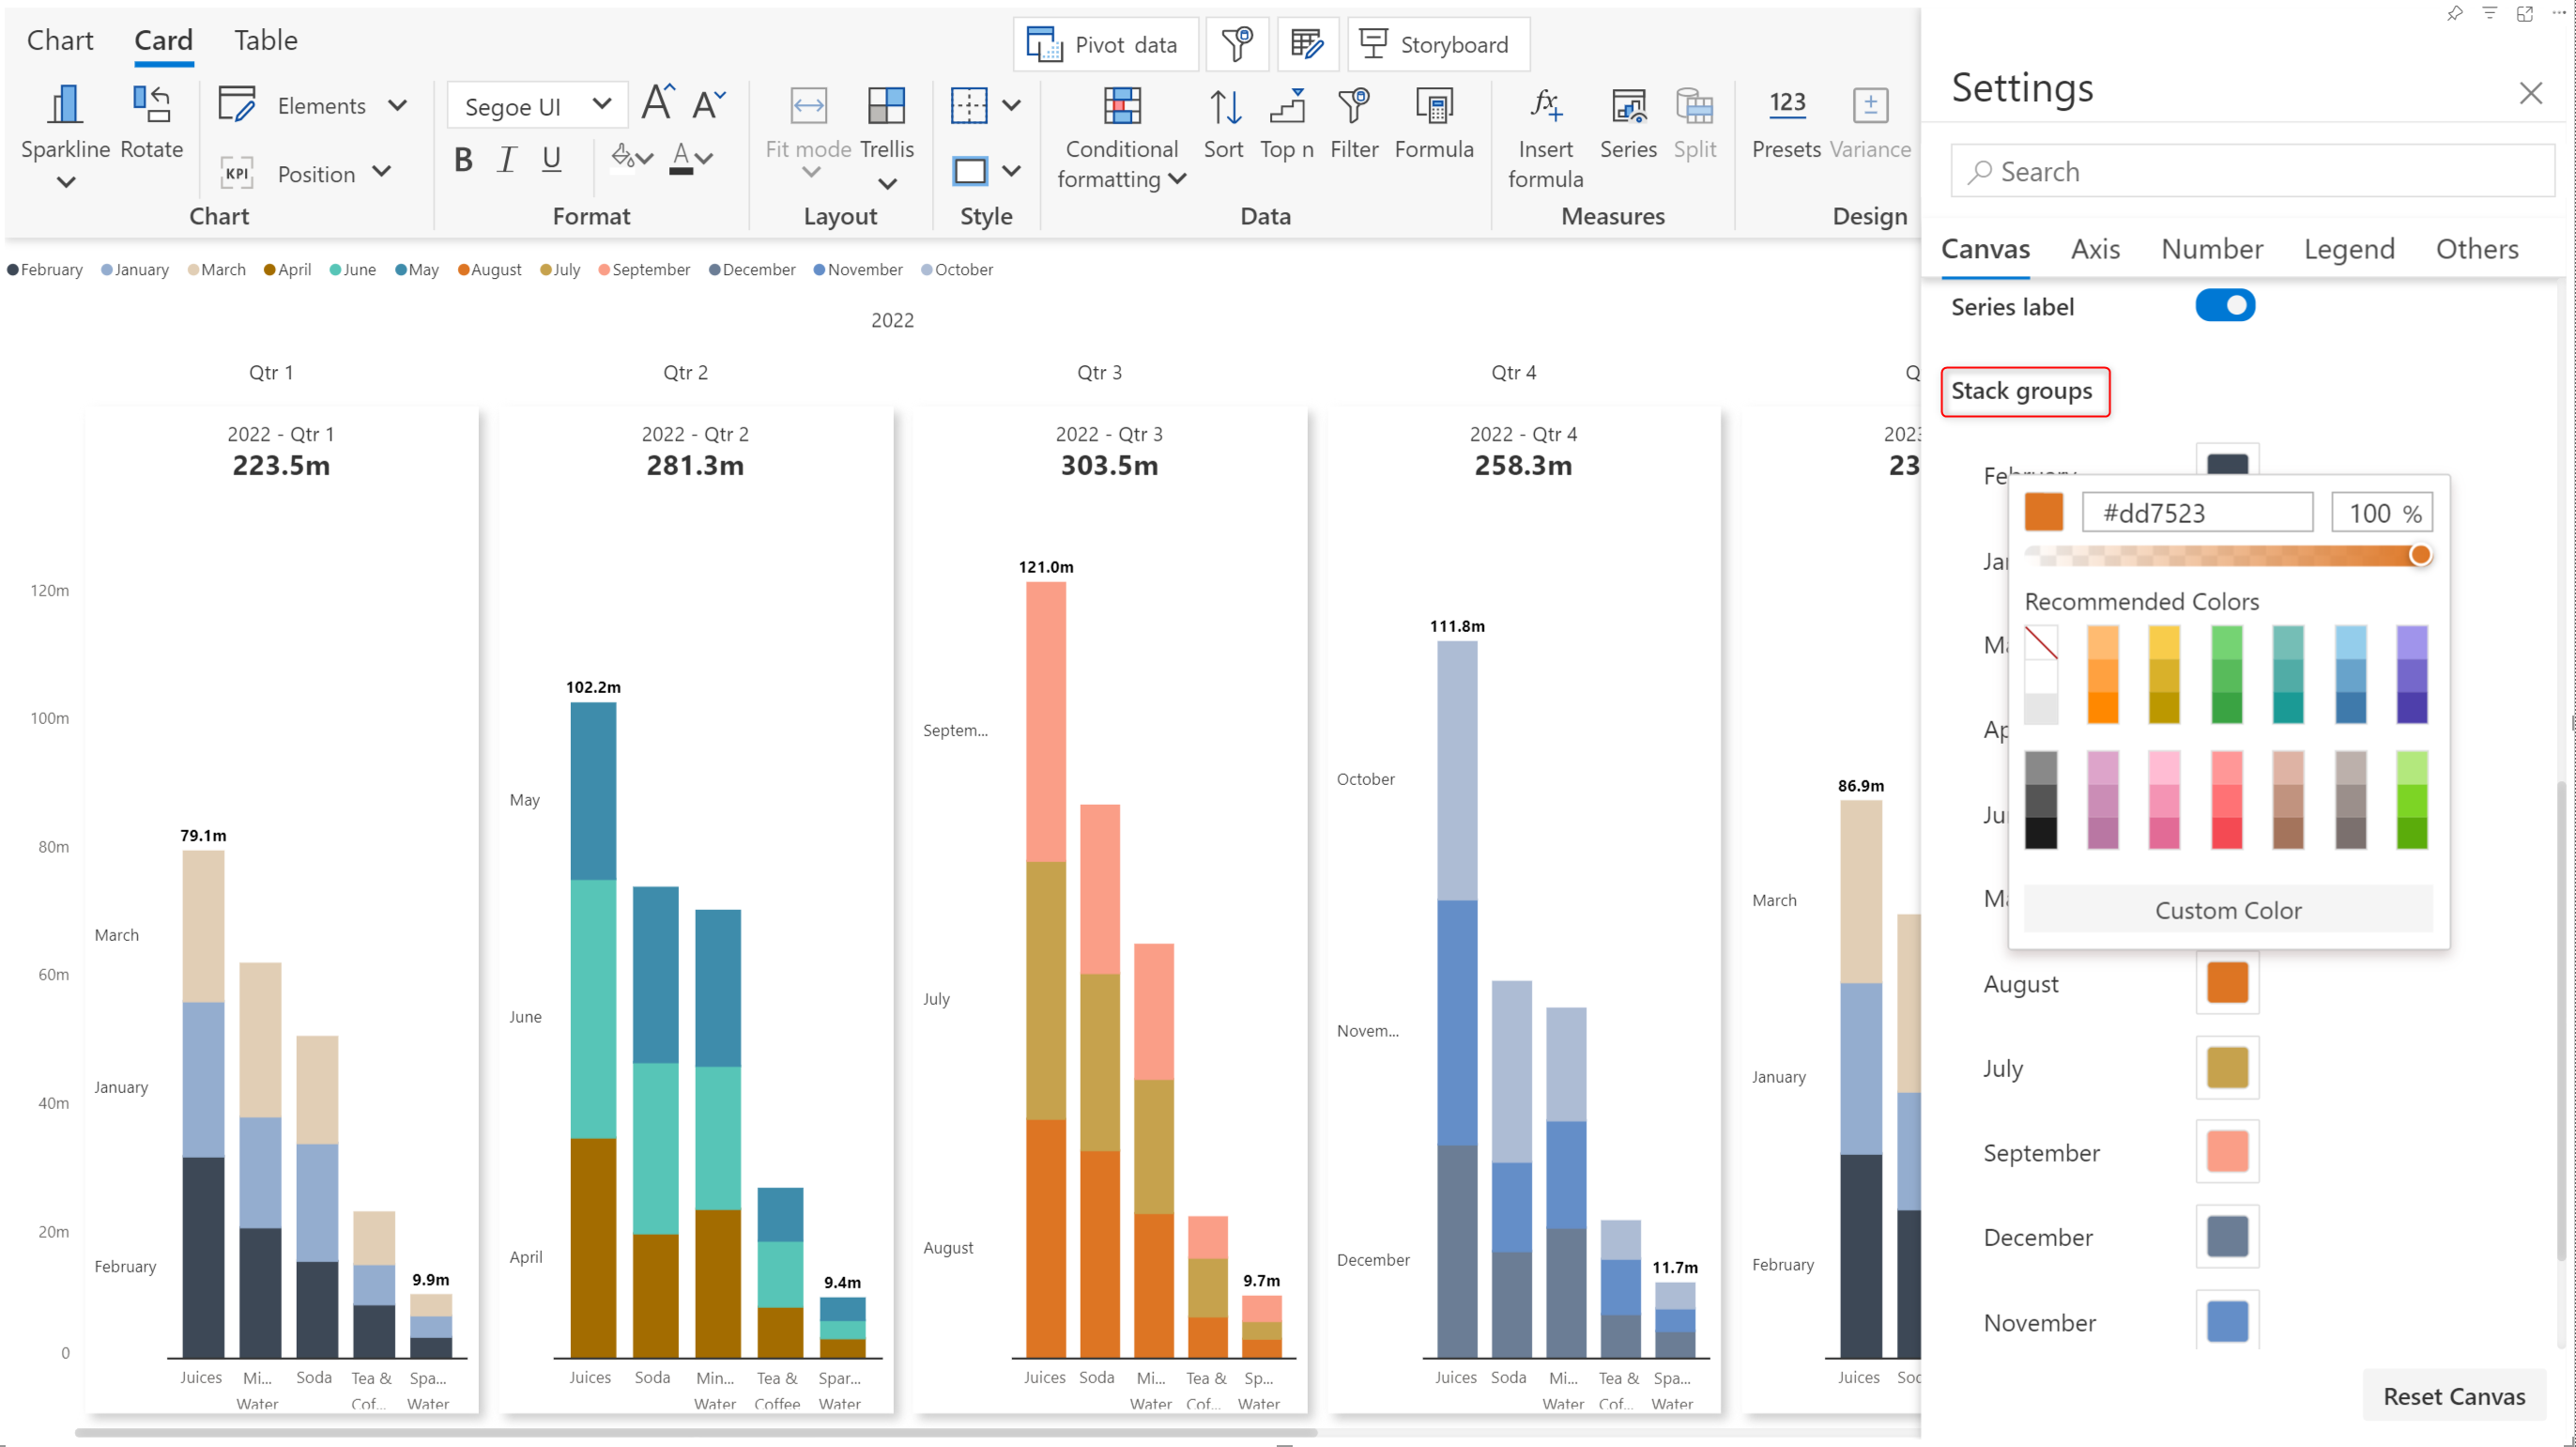 Chart Card Table
Pivot data Storyboard
Sparkline Rotate
Elements
KPI Position
Chart
Segoe UI A A
B I U A
Format
Fit mode Trellis
Layout
Style
Conditional formatting Sort Top n Filter Formula
Data
fx Insert formula Series Split
Measures
123 Presets Variance
Design
February January March April June May August July September December November October
2022
Qtr 1 Qtr 2 Qtr 3 Qtr 4 Q
2022 - Qtr 1
223.5m
2022 - Qtr 2
281.3m
2022 - Qtr 3
303.5m
2022 - Qtr 4
258.3m
2023
23
120m
100m
80m
60m
40m
20m
0
79.1m
March
January
February
9.9m
Juices Mi... Water Soda Tea & Cof... Spa... Water
102.2m
May
June
April
9.4m
Juices Soda Min... Water Tea & Coffee Spar... Water
121.0m
Septem...
July
August
9.7m
Juices Soda Mi... Water Tea & Cof... Sp... Water
111.8m
October
Novem...
December
11.7m
Juices Soda Mi... Water Tea & Cof... Spa... Water
86.9m
March
January
February
Juices Soc
Settings
Search
Canvas Axis Number Legend Others
Series label
Stack groups
February
#dd7523 100 %
Jar
Recommended Colors
Ma
Ap
Ju
Ma
Custom Color
August
July
September
December
November
Reset Canvas